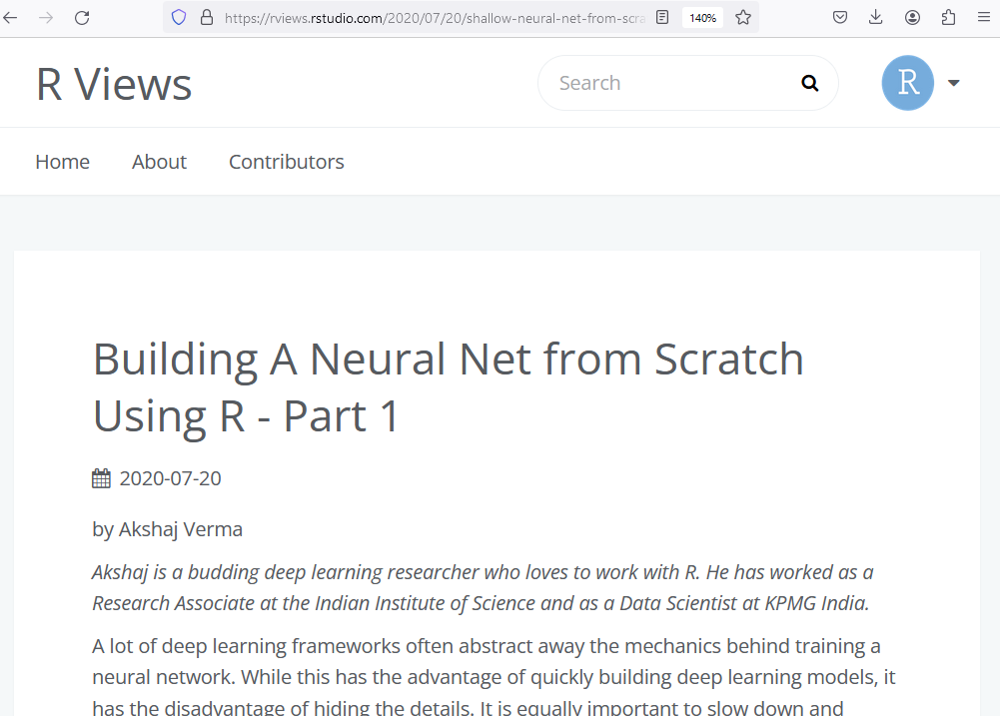 https://rviews.rstudio.com/2020/07/20/shallow-neural-net-from-scra
140%
R Views
Search
R
Home About Contributors
Building A Neural Net from Scratch
Using R - Part 1
2020-07-20
by Akshaj Verma
Akshaj is a budding deep learning researcher who loves to work with R. He has worked as a
Research Associate at the Indian Institute of Science and as a Data Scientist at KPMG India.
A lot of deep learning frameworks often abstract away the mechanics behind training a
neural network. While this has the advantage of quickly building deep learning models, it
has the disadvantage of hiding the details. It is equally important to slow down and